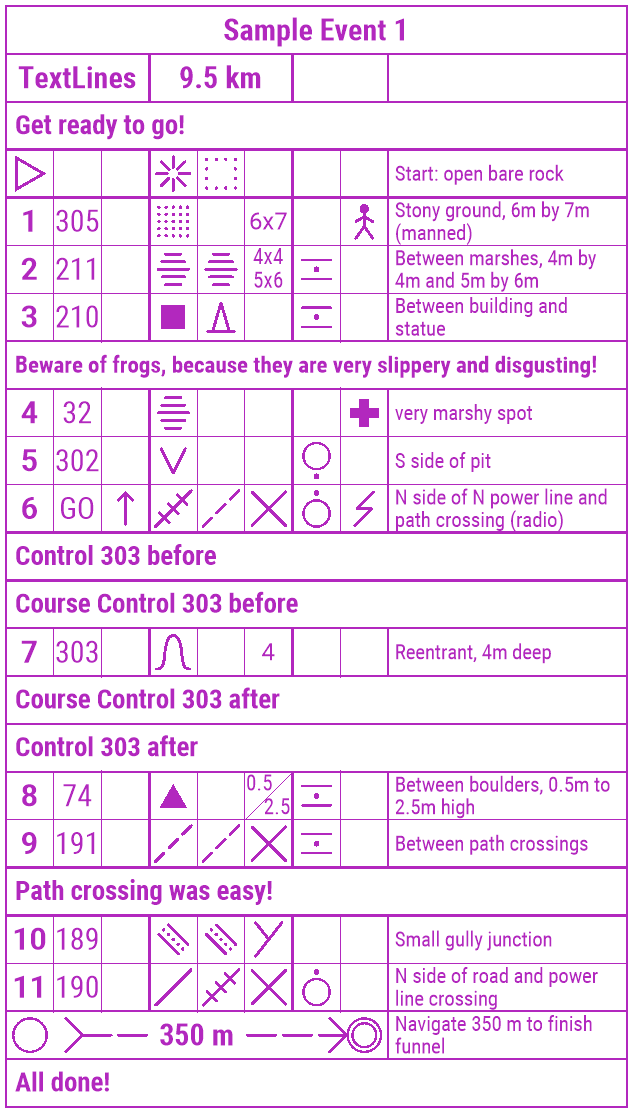 Sample Event 1
TextLines 9.5 km
Get ready to go!
Start: open bare rock
1 305 6x7 Stony ground, 6m by 7m
(manned)
2 211 4x4 Between marshes, 4m by
5x6 4m and 5m by 6m
3 210 Between building and
statue
Beware of frogs, because they are very slippery and disgusting!
4 32 very marshy spot
5 302 S side of pit
6 GO N side of N power line and
path crossing (radio)
Control 303 before
Course Control 303 before
7 303 4 Reentrant, 4m deep
Course Control 303 after
Control 303 after
8 74 0.5 Between boulders, 0.5m to
2.5 2.5m high
9 191 Between path crossings
Path crossing was easy!
10 189 Small gully junction
11 190 N side of road and power
line crossing
350 m Navigate 350 m to finish
funnel
All done!